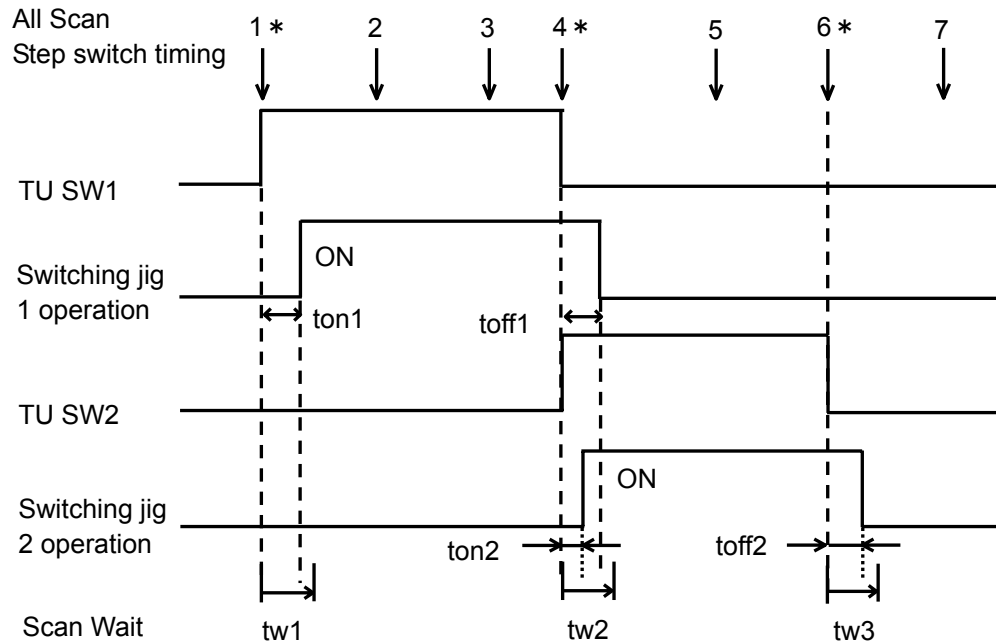 All Scan
Step switch timing
1* 2 3 4* 5 6* 7
TU SW1
ON
Switching jig
1 operation
ton1 toff1
TU SW2
ON
Switching jig
2 operation
ton2 toff2
Scan Wait tw1 tw2 tw3